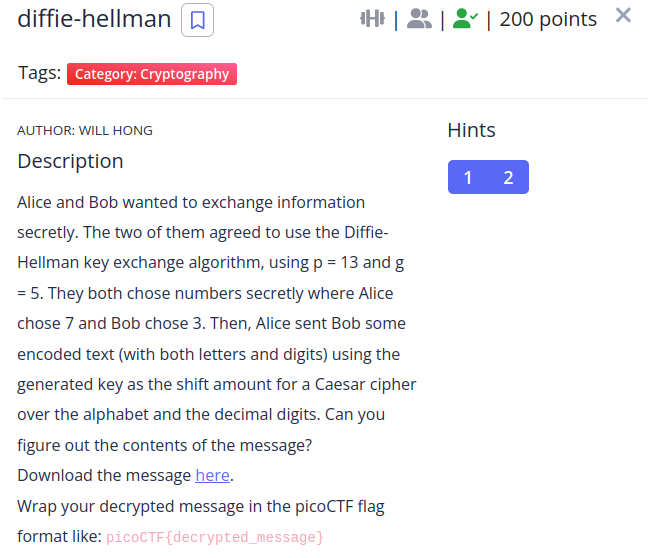 diffie-hellman
| | | 200 points
Tags: Category: Cryptography
AUTHOR: WILL HONG
Description
Alice and Bob wanted to exchange information
secretly. The two of them agreed to use the Diffie-
Hellman key exchange algorithm, using p = 13 and g
= 5. They both chose numbers secretly where Alice
chose 7 and Bob chose 3. Then, Alice sent Bob some
encoded text (with both letters and digits) using the
generated key as the shift amount for a Caesar cipher
over the alphabet and the decimal digits. Can you
figure out the contents of the message?
Download the message here.
Wrap your decrypted message in the picoCTF flag
format like: picoCTF{decrypted_message}
Hints
1 2